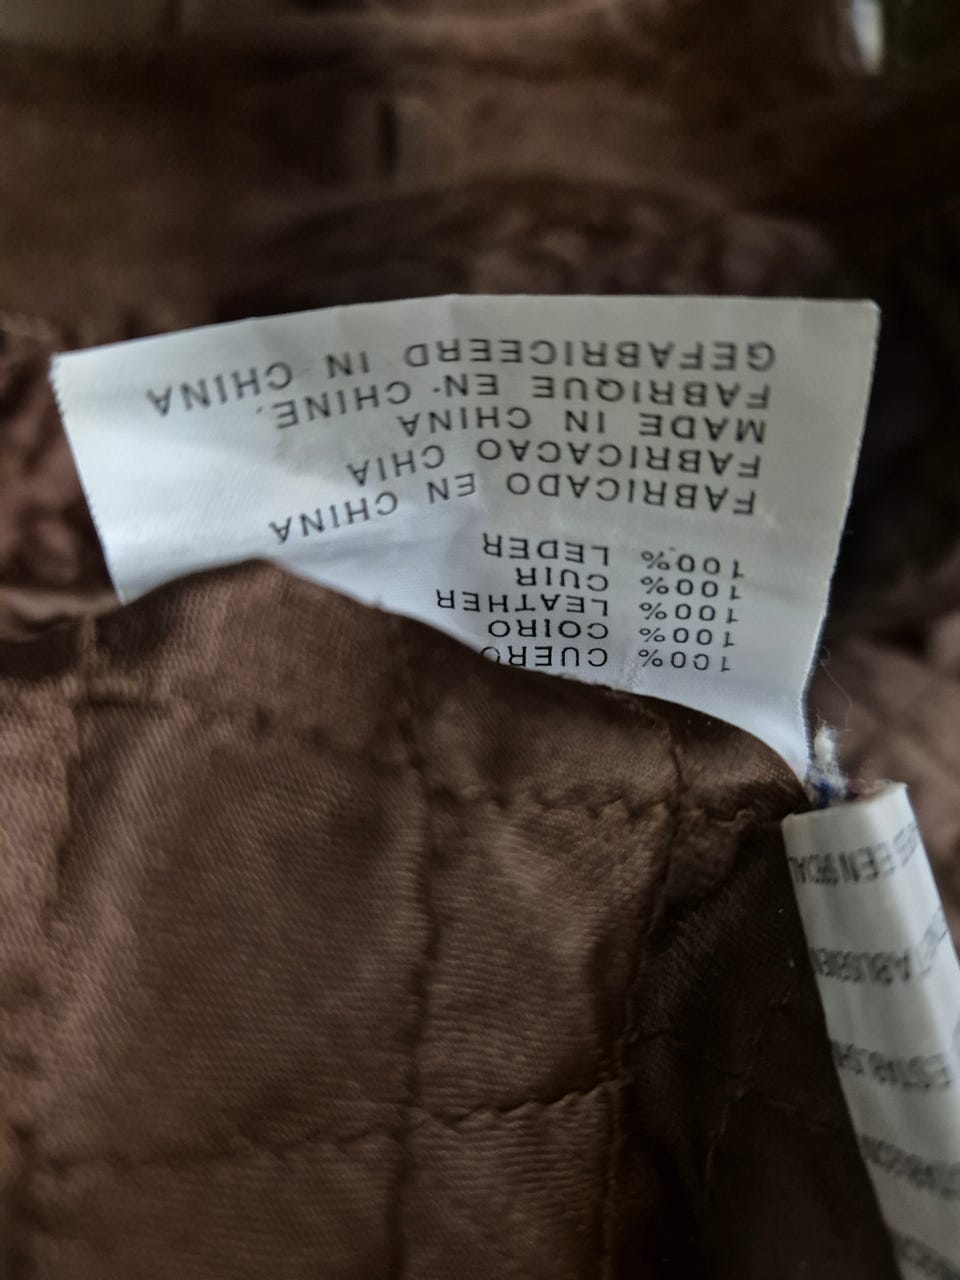 100% CUERO
100% COIRO
100% LEATHER
100% CUIR
100% LEDER
FABRICADO EN CHINA
FABRICACAO CHIA
MADE IN CHINA
FABRIQUE EN CHINE
GEFABRICEERD IN CHINA
EEN